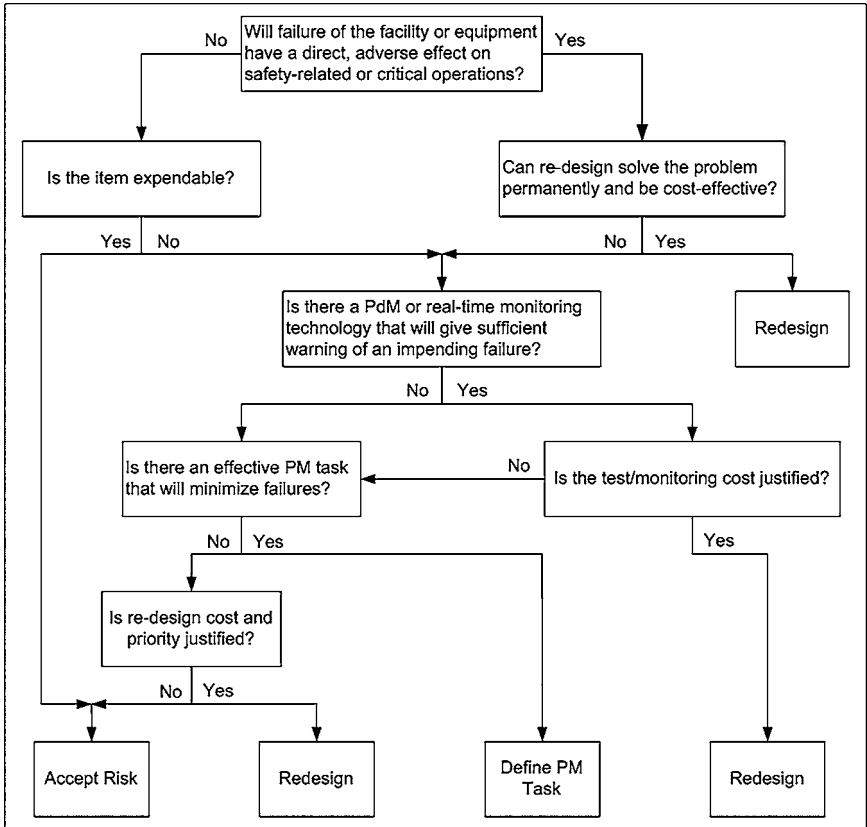 Will failure of the facility or equipment
have a direct, adverse effect on
safety-related or critical operations?
No
Yes
Is the item expendable?
Can re-design solve the problem
permanently and be cost-effective?
Yes
No
No
Yes
Is there a PdM or real-time monitoring
technology that will give sufficient
warning of an impending failure?
Redesign
No
Yes
Is there an effective PM task
that will minimize failures?
No
Is the test/monitoring cost justified?
No
Yes
Yes
Is re-design cost and
priority justified?
No
Yes
Accept Risk
Redesign
Define PM
Task
Redesign